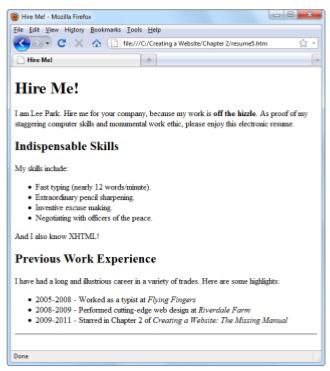 Hire Me! - Mozilla Firefox
File Edit View History Bookmarks Tools Help
file:///C:/Creating a Website/Chapter 2/resume5.htm
Hire Me!
Hire Me!
I am Lee Park. Hire me for your company, because my work is off the hizzle. As proof of my
staggering computer skills and monumental work ethic, please enjoy this electronic resume.
Indispensable Skills
My skills include:
• Fast typing (nearly 12 words/minute).
• Extraordinary pencil sharpening.
• Inventive excuse making.
• Negotiating with officers of the peace.
And I also know XHTML!
Previous Work Experience
I have had a long and illustrious career in a variety of trades. Here are some highlights:
• 2005-2008 - Worked as a typist at Flying Fingers
• 2008-2009 - Performed cutting-edge web design at Riverdale Farm
• 2009-2011 - Starred in Chapter 2 of Creating a Website: The Missing Manual
Done